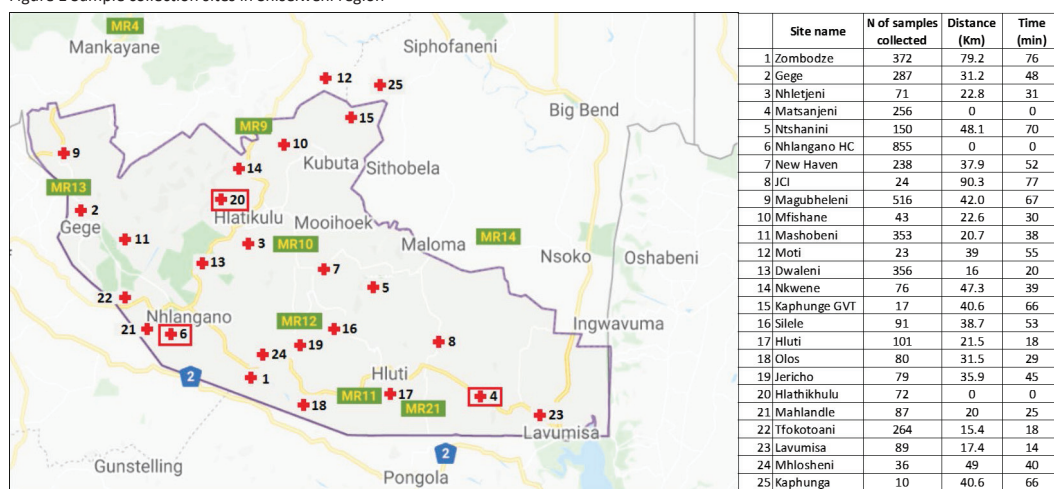 Figure 1 Sample collection sites in Shiselweni region
MR4
Mankayane
Siphofaneni
12
25
Big Bend
15
MR9
10
9
Kubuta
Sithobela
14
MR13
20
2
Hlatikulu
Gege
Mooihoek
11
3
MR10
Maloma
MR14
Nsoko
Oshabeni
13
7
5
22
Nhlangano
Ingwavuma
21
6
MR12
16
8
19
24
1
Hluti
2
MR11
17
4
18
MR21
23
Lavumisa
2
Gunstelling
Pongola
Site name N of samples collected Distance (Km) Time (min)
1 Zombodze 372 79.2 76
2 Gege 287 31.2 48
3 Nhletjeni 71 22.8 31
4 Matsanjeni 256 0 0
5 Ntshanini 150 48.1 70
6 Nhlangano HC 855 0 0
7 New Haven 238 37.9 52
8 JCI 24 90.3 77
9 Magubheleni 516 42.0 67
10 Mfishane 43 22.6 30
11 Mashobeni 353 20.7 38
12 Moti 23 39 55
13 Dwaleni 356 16 20
14 Nkwene 76 47.3 39
15 Kaphunge GVT 17 40.6 66
16 Silele 91 38.7 53
17 Hluti 101 21.5 18
18 Olos 80 31.5 29
19 Jericho 79 35.9 45
20 Hlathikhulu 72 0 0
21 Mahlandle 87 20 25
22 Tfokotoani 264 15.4 18
23 Lavumisa 89 17.4 14
24 Mhlosheni 36 49 40
25 Kaphunga 10 40.6 66